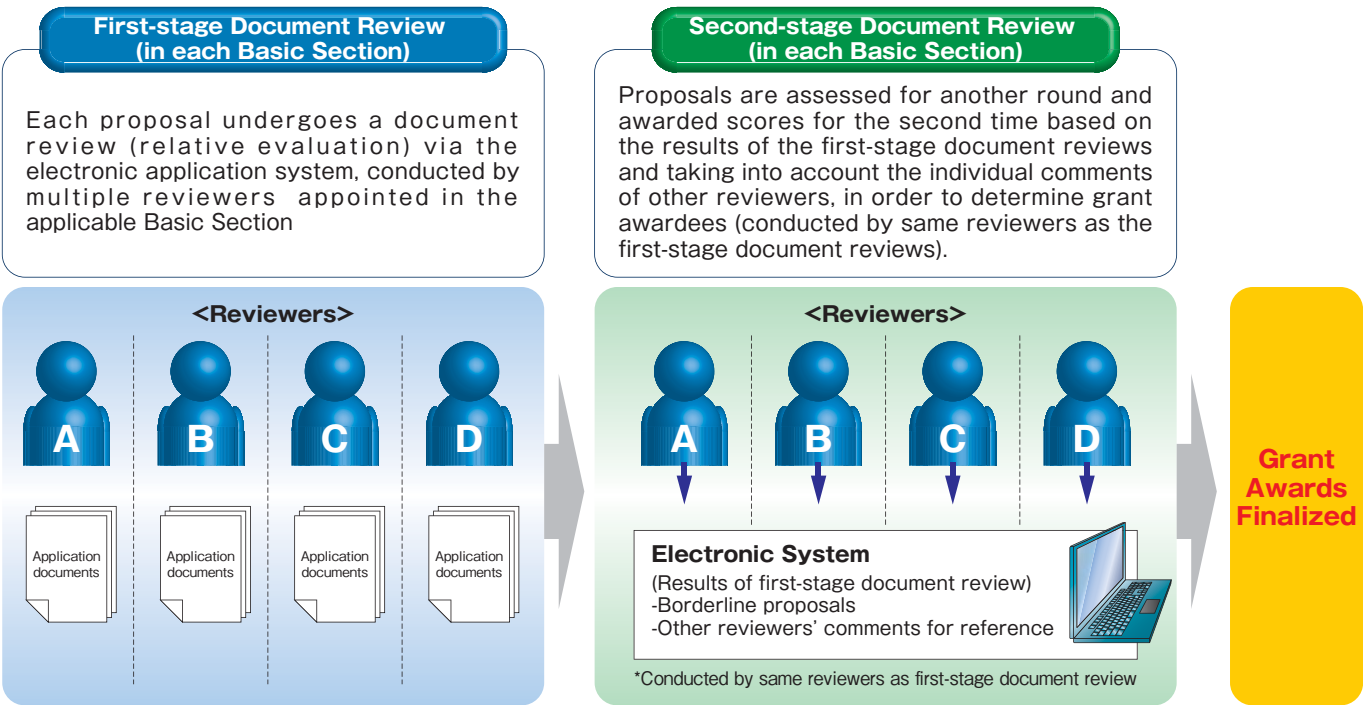 First-stage Document Review
(in each Basic Section)
Each proposal undergoes a document
review (relative evaluation) via the
electronic application system, conducted by
multiple reviewers appointed in the
applicable Basic Section
<Reviewers>
A B C D
Application
documents
Application
documents
Application
documents
Application
documents
Second-stage Document Review
(in each Basic Section)
Proposals are assessed for another round and
awarded scores for the second time based on
the results of the first-stage document reviews
and taking into account the individual comments
of other reviewers, in order to determine grant
awardees (conducted by same reviewers as the
first-stage document reviews).
<Reviewers>
A B C D
Electronic System
(Results of first-stage document review)
-Borderline proposals
-Other reviewers’ comments for reference
*Conducted by same reviewers as first-stage document review
Grant
Awards
Finalized